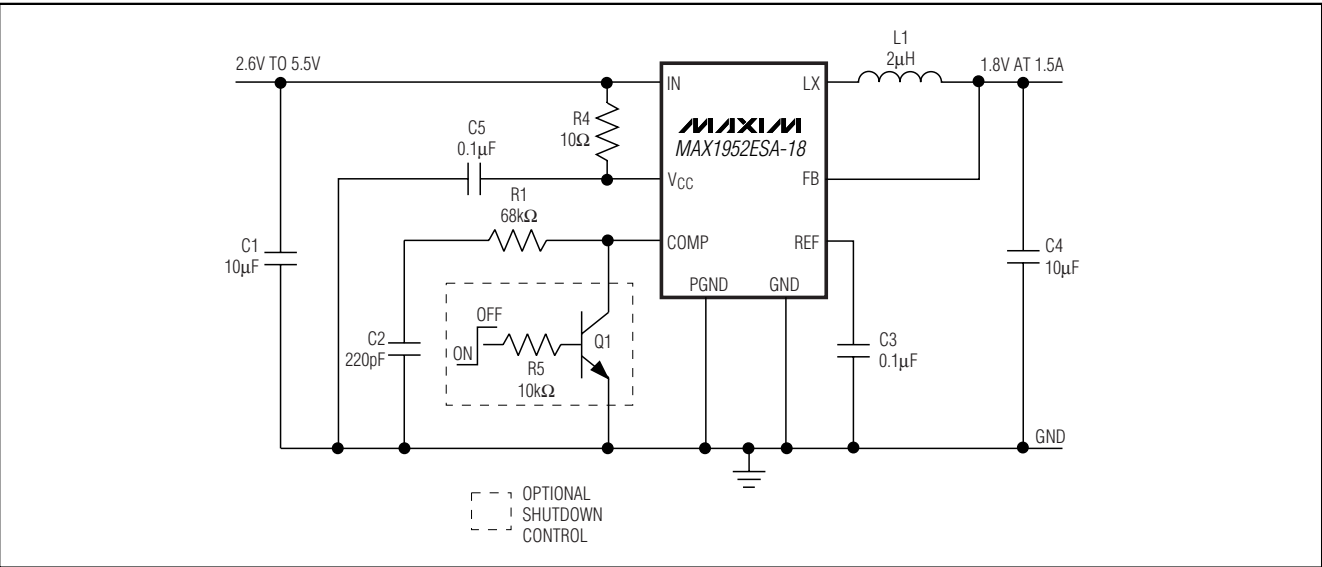 2.6V TO 5.5V
L1
2μH
1.8V AT 1.5A
IN
LX
R4
10Ω
MAXIM
MAX1952ESA-18
C5
0.1μF
VCC
FB
R1
68kΩ
COMP
REF
C1
10μF
C4
10μF
PGND
GND
OFF
ON
Q1
R5
10kΩ
C2
220pF
C3
0.1μF
GND
OPTIONAL
SHUTDOWN
CONTROL